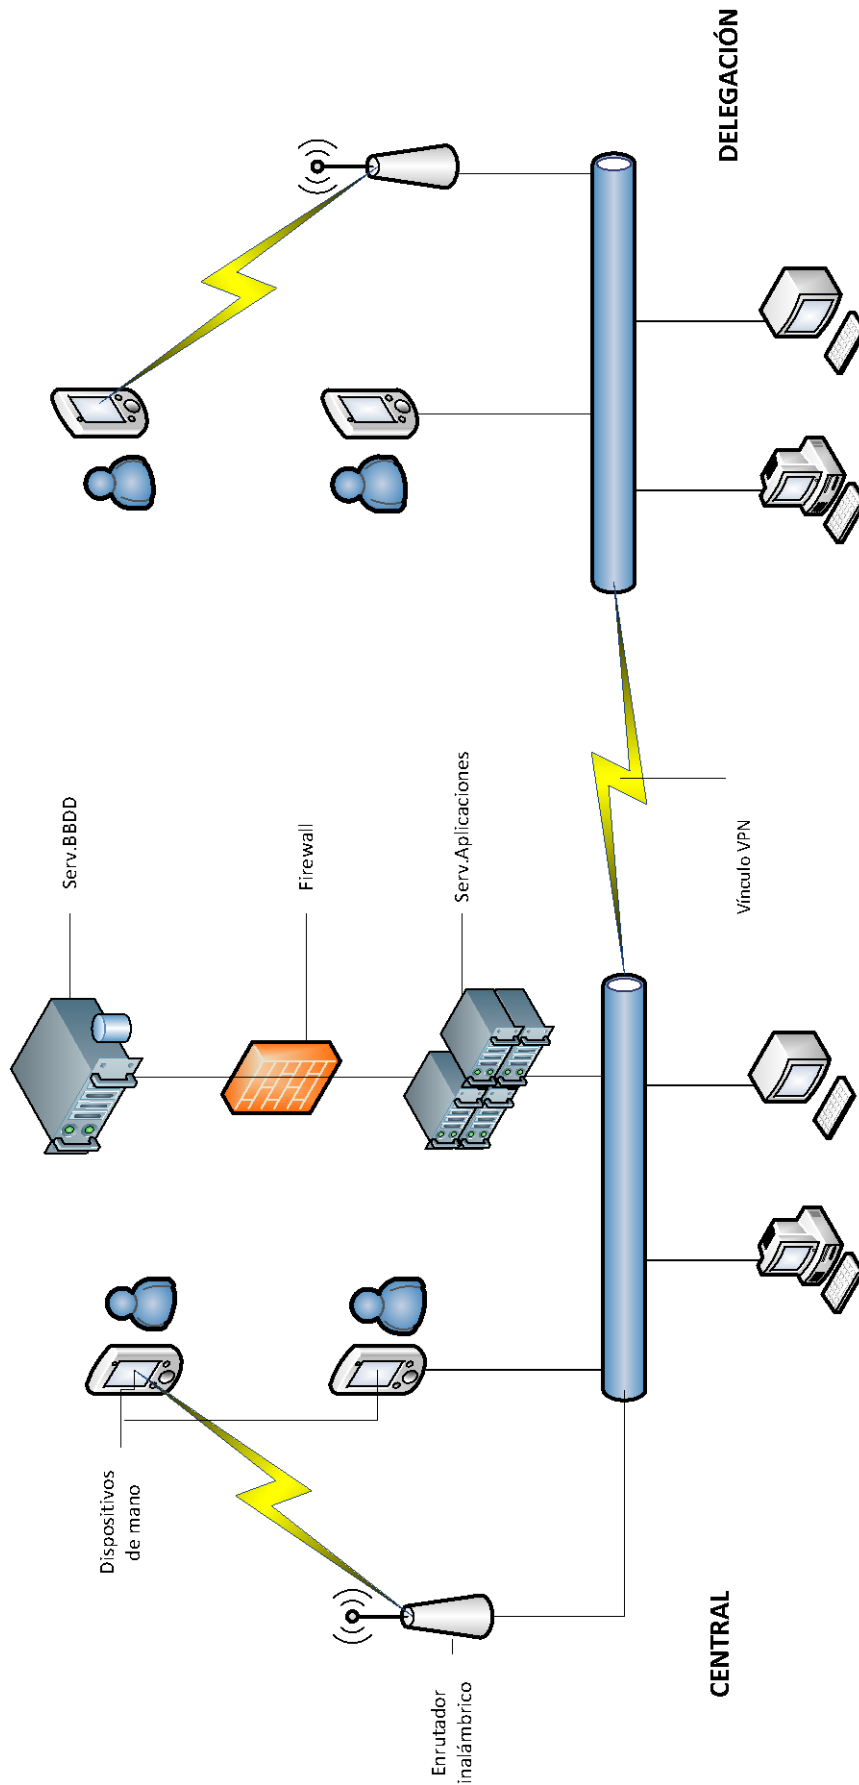 Serv.BBDD
Firewall
Serv.Aplicaciones
Dispositivos
de mano
Enrutador
inalámbrico
Vínculo VPN
CENTRAL
DELEGACIÓN